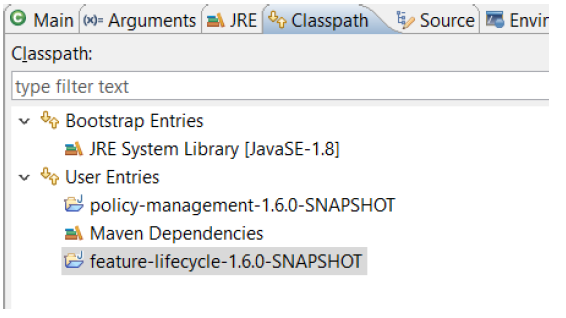 Main (x)= Arguments JRE Classpath Source Envir
Classpath:
type filter text
Bootstrap Entries
JRE System Library [JavaSE-1.8]
User Entries
policy-management-1.6.0-SNAPSHOT
Maven Dependencies
feature-lifecycle-1.6.0-SNAPSHOT